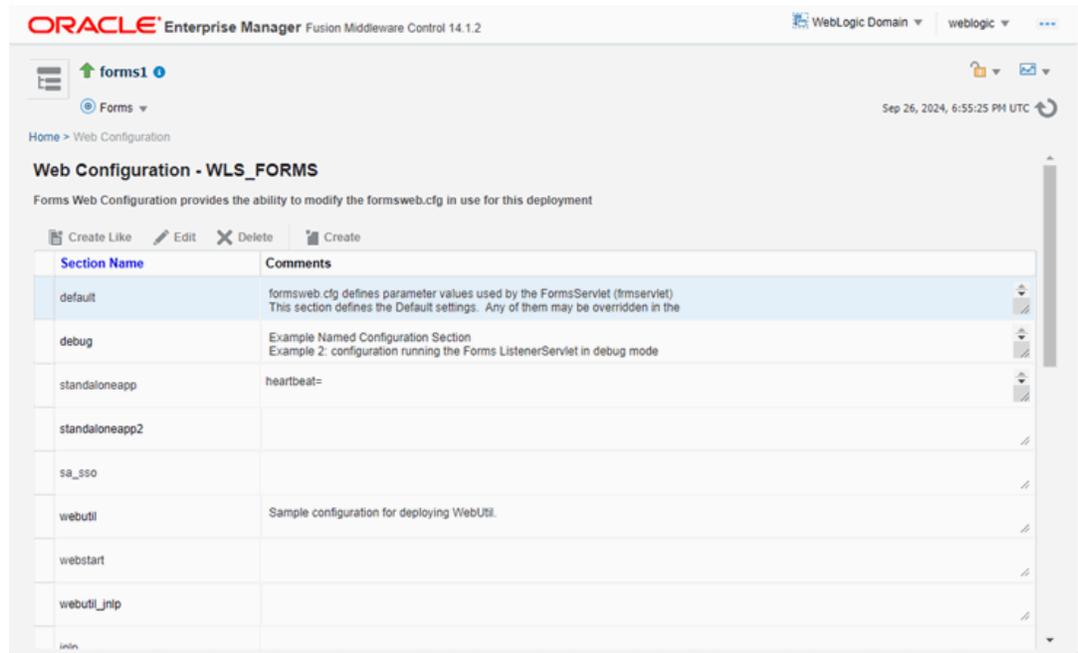 ORACLE Enterprise Manager Fusion Middleware Control 14.1.2
WebLogic Domain
weblogic
forms1
Forms
Sep 26, 2024, 6:55:25 PM UTC
Home > Web Configuration
Web Configuration - WLS_FORMS
Forms Web Configuration provides the ability to modify the formsweb.cfg in use for this deployment
Create Like Edit Delete Create
Section Name Comments
default
formsweb.cfg defines parameter values used by the FormsServlet (frmservlet)
This section defines the Default settings. Any of them may be overridden in the
debug
Example Named Configuration Section
Example 2: configuration running the Forms ListenerServlet in debug mode
standaloneapp heartbeat=
standaloneapp2
sa_sso
webutil Sample configuration for deploying WebUtil.
webstart
webutil_jnlp